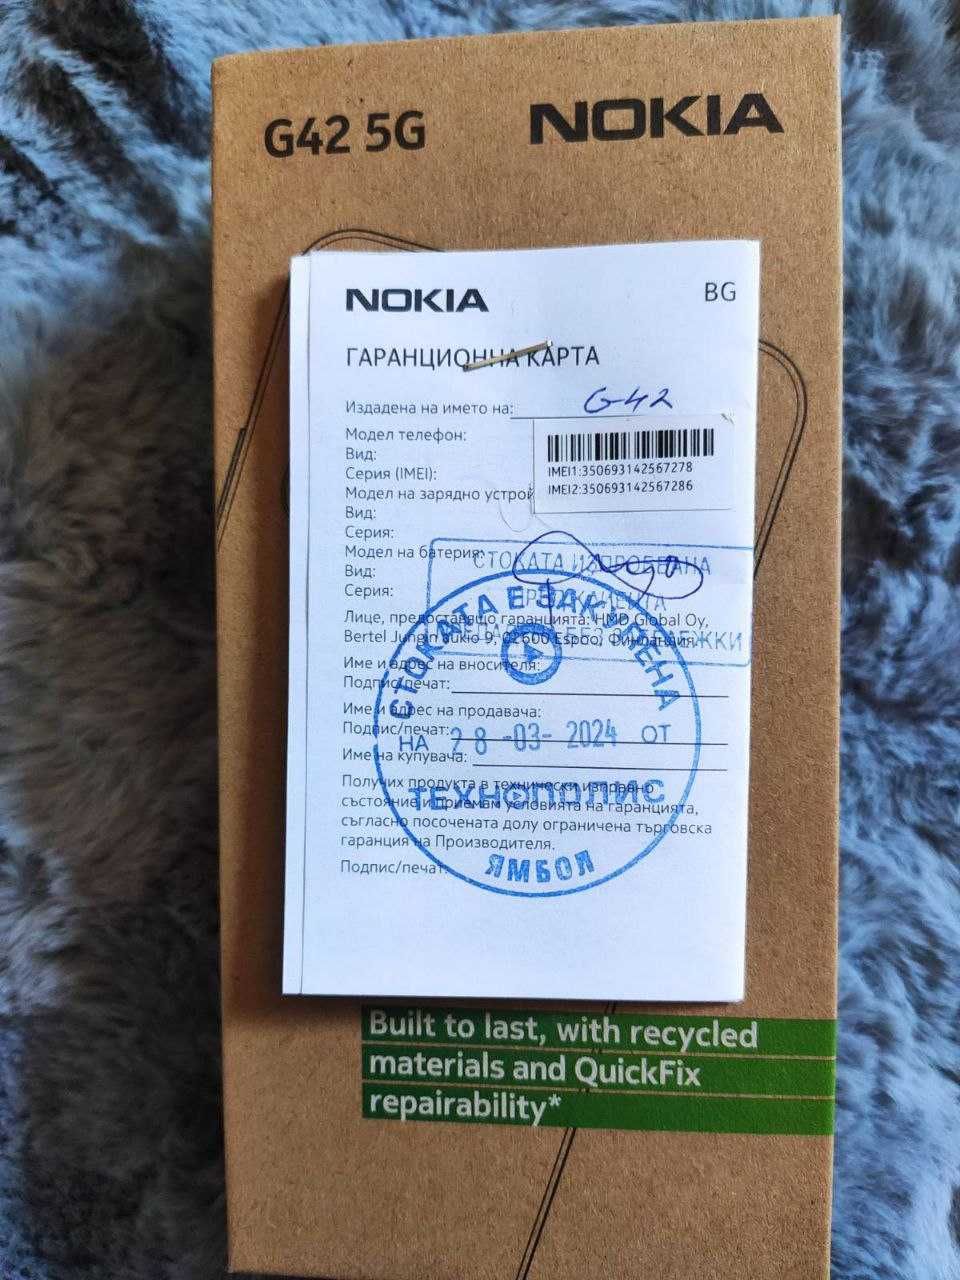 G42 5G
NOKIA
NOKIA
BG
ГАРАНЦИОННА КАРТА
Издадена на името на: G-42
Модел телефон:
Вид:
Серия (IMEI):
IMEI1:350693142567278
IMEI2:350693142567286
Модел на зарядно устрой
Вид:
Серия:
Модел на батерия:
Вид:
Серия:
СТОКАТА ИЗПРОБВАНА
КЛИЕНТА
Лице, предоставящо гаранцията: HMD Global Oy,
Bertel Jungin aukio 9, 02600 Espoo, Финландия.
Име и адрес на вносителя:
Подпис/печат:
Име и адрес на продавача:
Подпис/печат:
Име на купувача:
Получих продукта в технически изправно
състояние и приемам условията на гаранцията,
съгласно посочената долу ограничена търговска
гаранция на Производителя.
Подпис/печат:
СТОКАТА Е ЗАКУПЕНА
НА 28-03-2024 ОТ
ТЕХНОПОЛИС
ЯМБОЛ
Built to last, with recycled
materials and QuickFix
repairability*